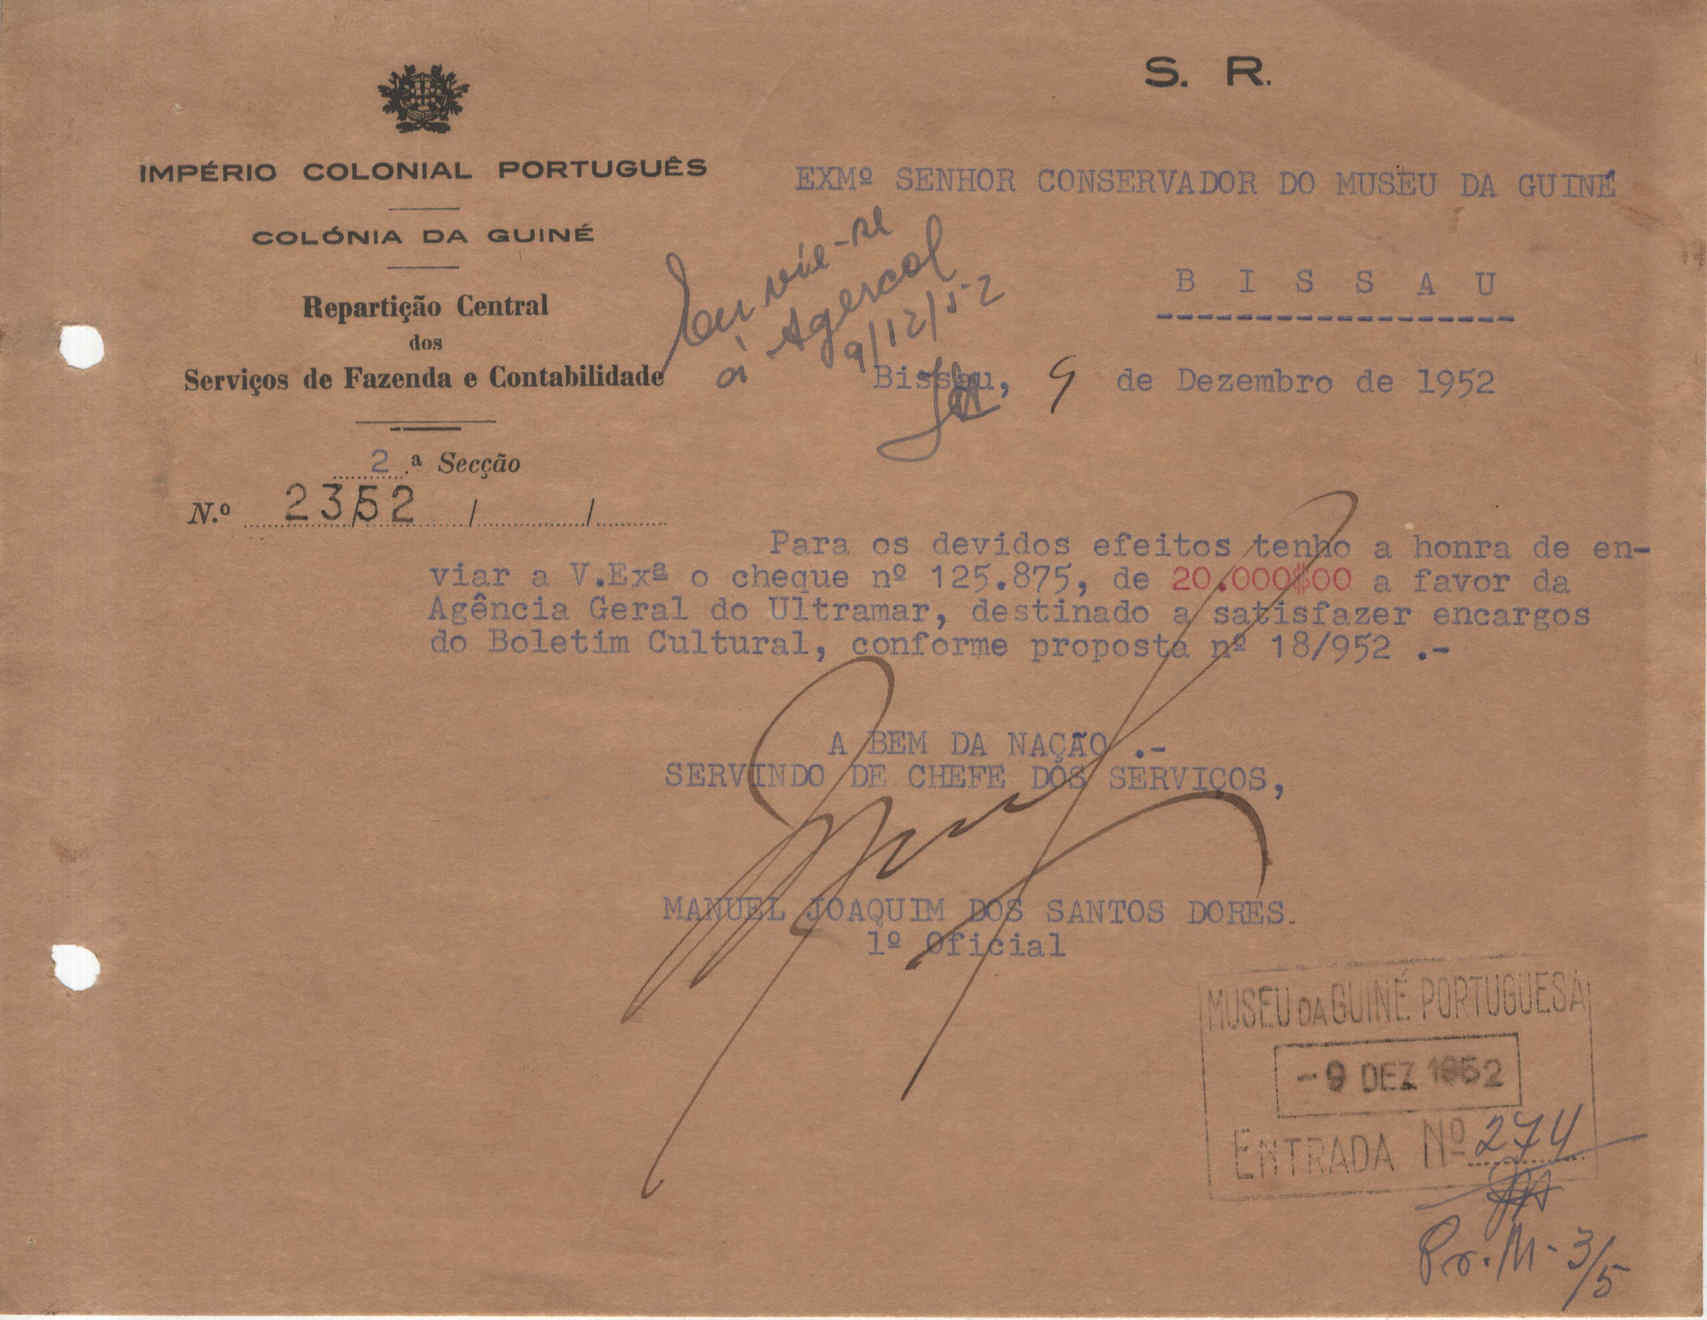 S. R.
IMPÉRIO COLONIAL PORTUGUÊS
COLÓNIA DA GUINÉ
Repartição Central
dos
Serviços de Fazenda e Contabilidade
2.ª Secção
N.º 23/52 / /
EXMº SENHOR CONSERVADOR DO MUSEU DA GUINÉ
BISSAU
Envie-se
à Agercol
9/12/52
Bissau, 9 de Dezembro de 1952
Para os devidos efeitos tenho a honra de en-
viar a V.Exª o cheque nº 125.875, de 20.000$00 a favor da
Agência Geral do Ultramar, destinado a satisfazer encargos
do Boletim Cultural, conforme proposta nº 18/952 .-
A BEM DA NAÇÃO .-
SERVINDO DE CHEFE DOS SERVIÇOS,
MANUEL JOAQUIM DOS SANTOS DORES.
1º Oficial
MUSEU DA GUINÉ PORTUGUESA
-9 DEZ 1952
ENTRADA Nº 274
Pr. M - 3/5